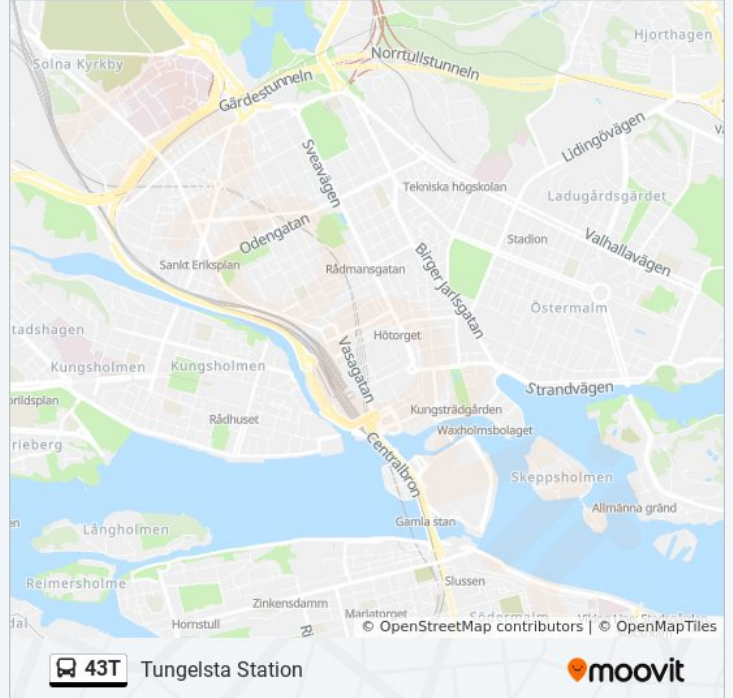 Hjorthagen
Norrtullstunneln
Solna Kyrkby
Gärdestunneln
Lidingövägen
Sveavägen
Tekniska högskolan
Ladugårdsgärdet
Odengatan
Stadion
Valhallavägen
Birger Jarlsgatan
Sankt Eriksplan
Rådmansgatan
Östermalm
tadshagen
Hötorget
Vasagatan
Kungsholmen
Kungsholmen
Strandvägen
oridsplan
Rådhuset
Kungsträdgården
Waxholmsbolaget
rieberg
Centralbron
Skeppsholmen
Allmänna gränd
Gamla stan
Långholmen
Reimersholme
Slussen
Zinkensdamm
Mariatorget
Hornstull
dal
© OpenStreetMap contributors | © OpenMapTiles
43T Tungelsta Station
moovit